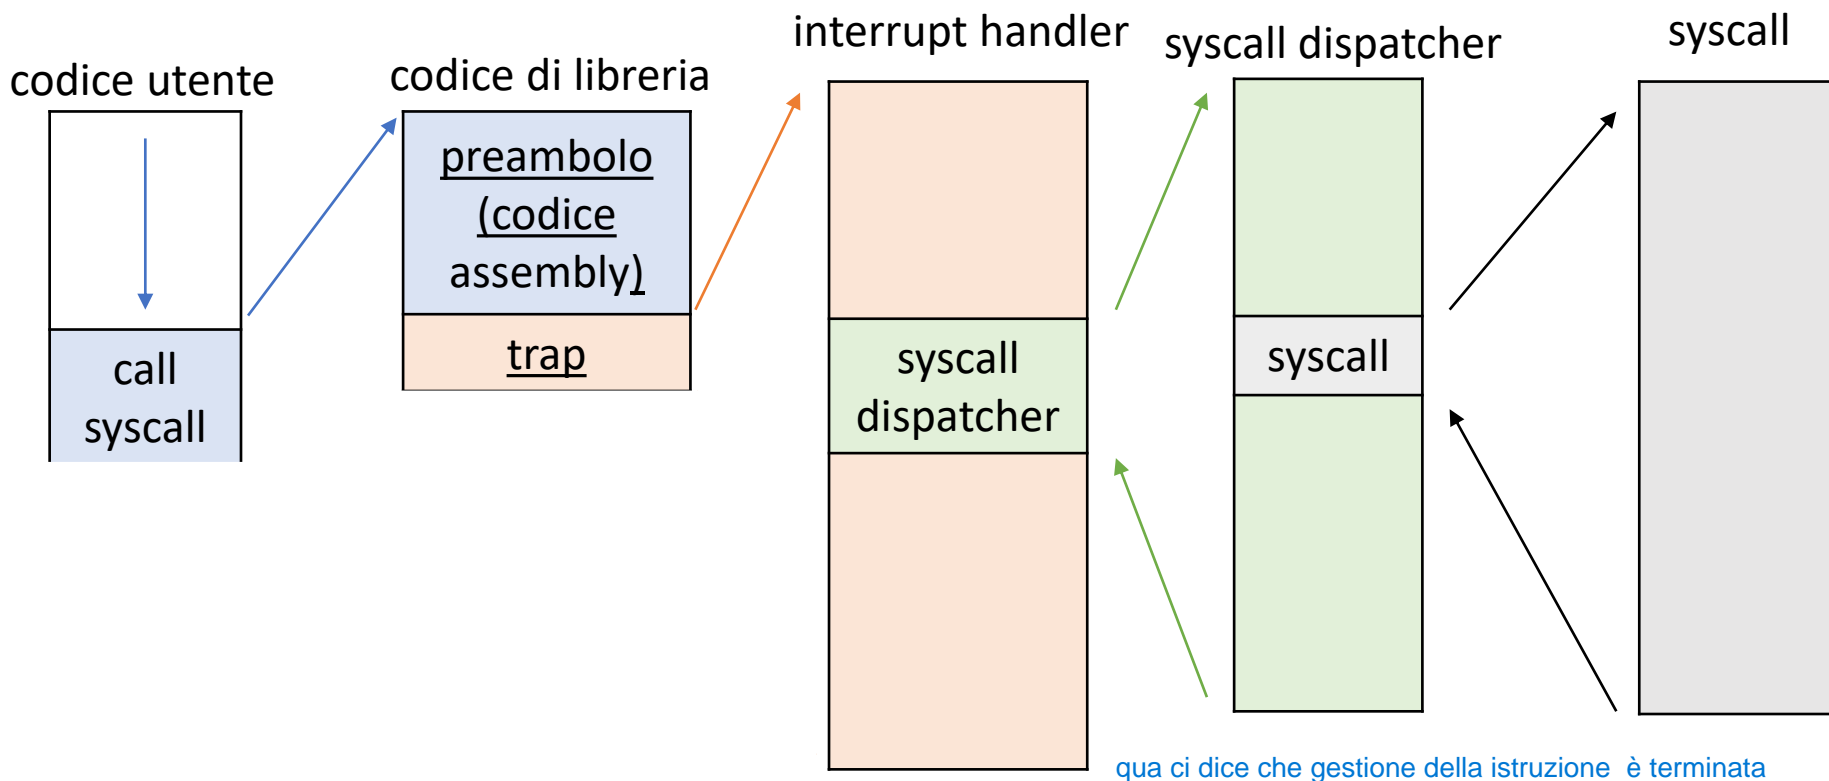 codice utente
call
syscall
codice di libreria
preambolo
(codice
assembly)
trap
interrupt handler
syscall
dispatcher
syscall dispatcher
syscall
syscall
qua ci dice che gestione della istruzione è terminata